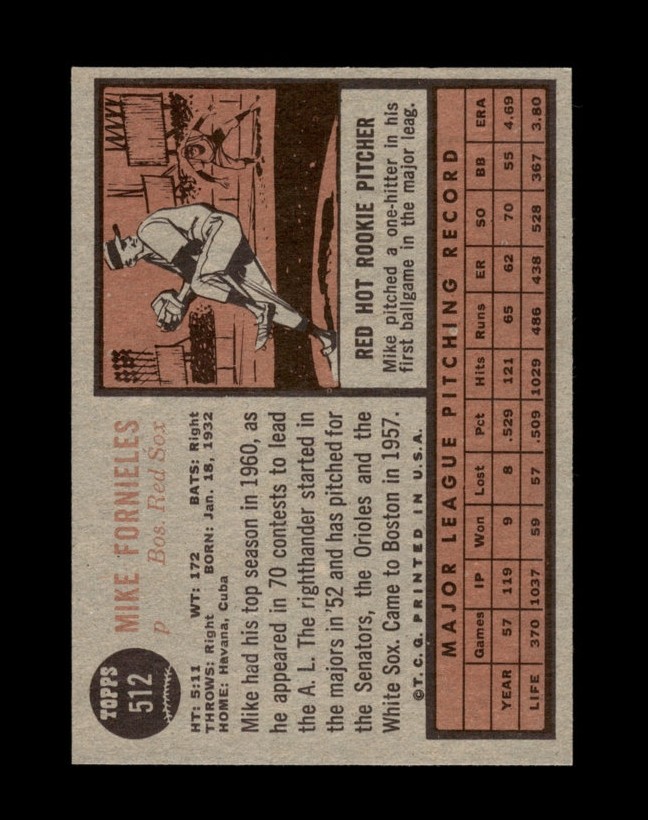 TOPPS
512
MIKE FORNIELES
P Bos. Red Sox
HT: 5:11 WT: 172 BATS: Right
THROWS: Right BORN: Jan. 18, 1932
HOME: Havana, Cuba
Mike had his top season in 1960, as
he appeared in 70 contests to lead
the A. L. The righthander started in
the majors in '52 and has pitched for
the Senators, the Orioles and the
White Sox. Came to Boston in 1957.
© T. C. G. PRINTED IN U.S.A.
RED HOT ROOKIE PITCHER
Mike pitched a one-hitter in his
first ballgame in the major leag.
MAJOR LEAGUE PITCHING RECORD
Games IP Won Lost Pct Hits Runs ER SO BB ERA
YEAR 57 119 9 8 .529 121 65 62 70 55 4.69
LIFE 370 1037 59 57 .509 1029 486 438 528 367 3.80